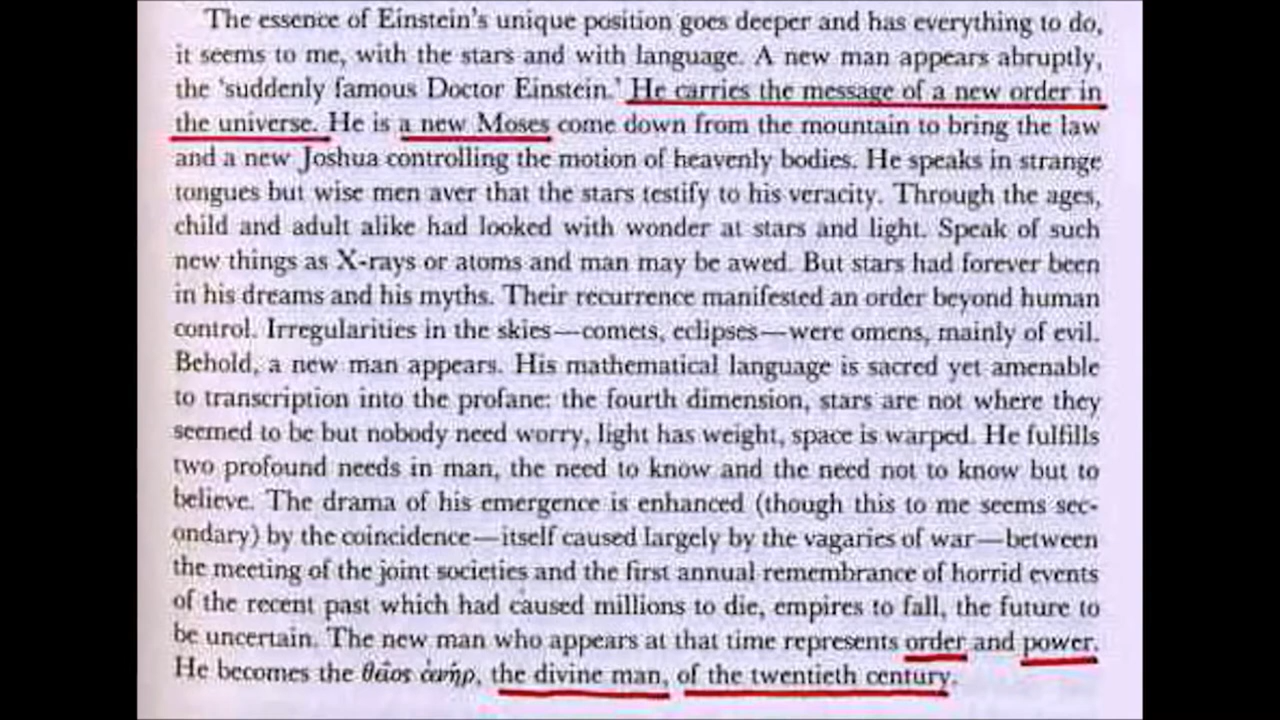 The essence of Einstein's unique position goes deeper and has everything to do,
it seems to me, with the stars and with language. A new man appears abruptly,
the 'suddenly famous Doctor Einstein.' He carries the message of a new order in
the universe. He is a new Moses come down from the mountain to bring the law
and a new Joshua controlling the motion of heavenly bodies. He speaks in strange
tongues but wise men aver that the stars testify to his veracity. Through the ages,
child and adult alike had looked with wonder at stars and light. Speak of such
new things as X-rays or atoms and man may be awed. But stars had forever been
in his dreams and his myths. Their recurrence manifested an order beyond human
control. Irregularities in the skies—comets, eclipses—were omens, mainly of evil.
Behold, a new man appears. His mathematical language is sacred yet amenable
to transcription into the profane: the fourth dimension, stars are not where they
seemed to be but nobody need worry, light has weight, space is warped. He fulfills
two profound needs in man, the need to know and the need not to know but to
believe. The drama of his emergence is enhanced (though this to me seems sec-
ondary) by the coincidence—itself caused largely by the vagaries of war—between
the meeting of the joint societies and the first annual remembrance of horrid events
of the recent past which had caused millions to die, empires to fall, the future to
be uncertain. The new man who appears at that time represents order and power.
He becomes the θεῖος ἀνήρ, the divine man, of the twentieth century.